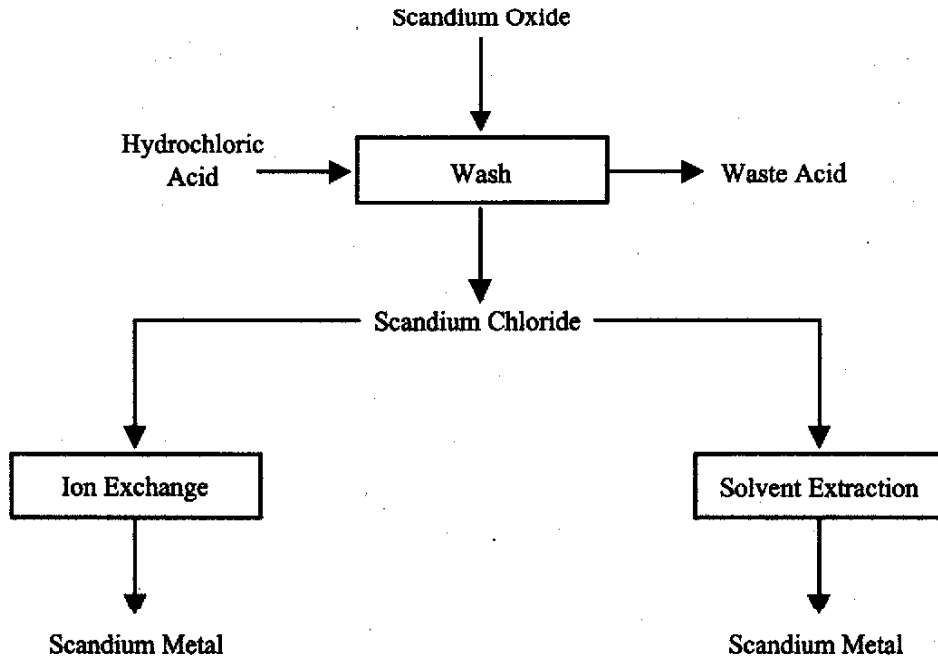 Scandium Oxide
Hydrochloric
Acid
Wash
Waste Acid
Scandium Chloride
Ion Exchange
Solvent Extraction
Scandium Metal
Scandium Metal